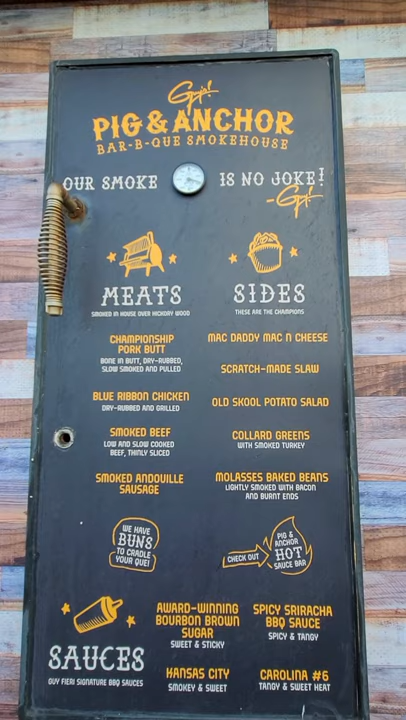 Guy!
PIG & ANCHOR
BAR-B-QUE SMOKEHOUSE
OUR SMOKE IS NO JOKE!
-Guy!
MEATS
SMOKED IN HOUSE OVER HICKORY WOOD
CHAMPIONSHIP
PORK BUTT
BONE IN BUTT, DRY-RUBBED,
SLOW SMOKED AND PULLED
BLUE RIBBON CHICKEN
DRY-RUBBED AND GRILLED
SMOKED BEEF
LOW AND SLOW COOKED
BEEF, THINLY SLICED
SMOKED ANDOUILLE
SAUSAGE
SIDES
THESE ARE THE CHAMPIONS
MAC DADDY MAC N CHEESE
SCRATCH-MADE SLAW
OLD SKOOL POTATO SALAD
COLLARD GREENS
WITH SMOKED TURKEY
MOLASSES BAKED BEANS
LIGHTLY SMOKED WITH BACON
AND BURNT ENDS
WE HAVE
BUNS
TO CRADLE
YOUR QUE!
CHECK OUT
PIG &
ANCHOR
HOT
SAUCE BAR
SAUCES
GUY FIERI SIGNATURE BBQ SAUCES
AWARD-WINNING
BOURBON BROWN
SUGAR
SWEET & STICKY
SPICY SRIRACHA
BBQ SAUCE
SPICY & TANGY
KANSAS CITY
SMOKEY & SWEET
CAROLINA #6
TANGY & SWEET HEAT